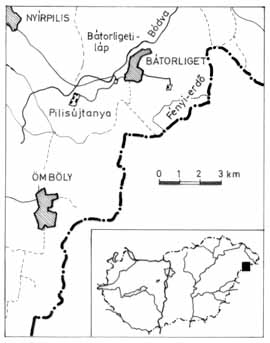 NYÍRPILIS
Bátorligeti-
láp
Bódva
BÁTORLIGET
Fényi-erdő
Pilisújtanya
ÖMBÖLY
0 1 2 3 km